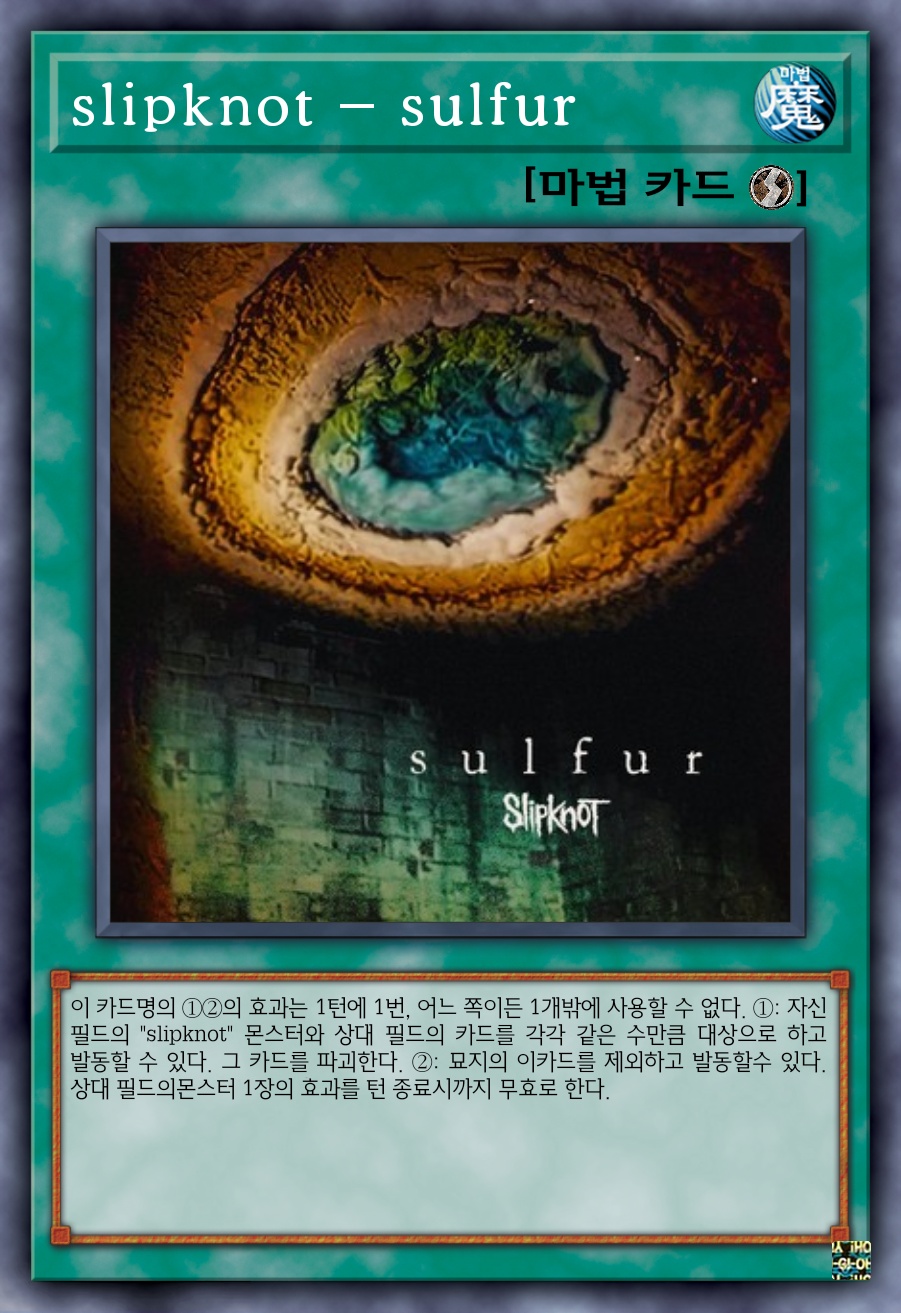 slipknot – sulfur
마법
魔
[마법 카드 ]
sulfur
Slipknot
이 카드명의 ①②의 효과는 1턴에 1번, 어느 쪽이든 1개밖에 사용할 수 없다. ①: 자신
필드의 "slipknot" 몬스터와 상대 필드의 카드를 각각 같은 수만큼 대상으로 하고
발동할 수 있다. 그 카드를 파괴한다. ②: 묘지의 이카드를 제외하고 발동할수 있다.
상대 필드의몬스터 1장의 효과를 턴 종료시까지 무효로 한다.